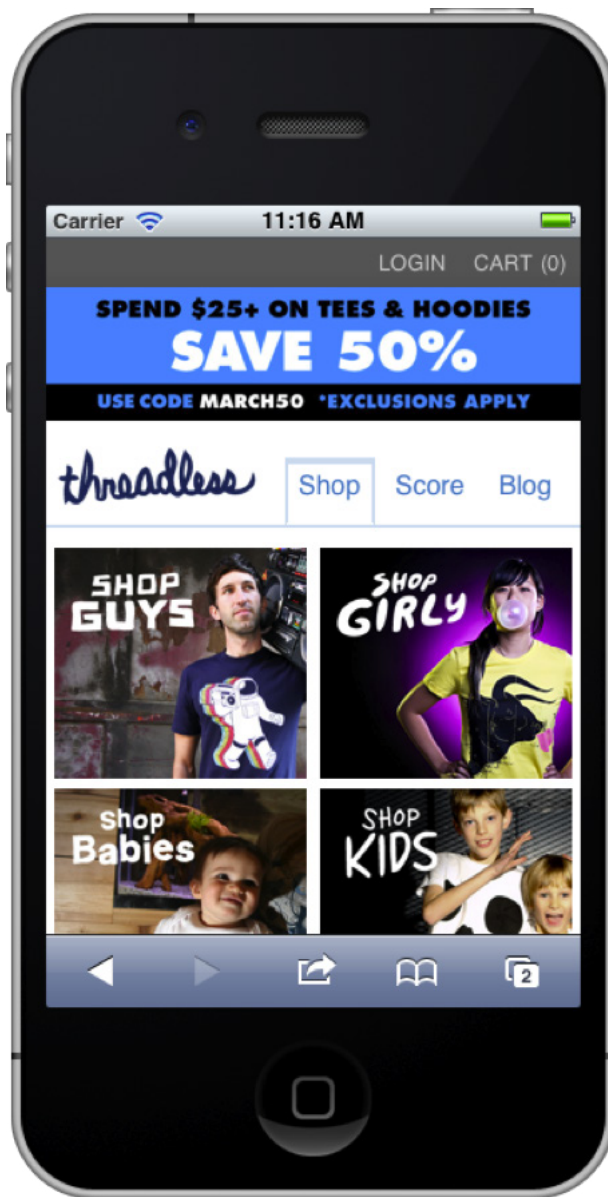 Carrier 11:16 AM
LOGIN CART (0)
SPEND $25+ ON TEES & HOODIES
SAVE 50%
USE CODE MARCH50 *EXCLUSIONS APPLY
threadless Shop Score Blog
SHOP
GUYS
SHOP
GIRLY
Shop
Babies
SHOP
KIDS
2